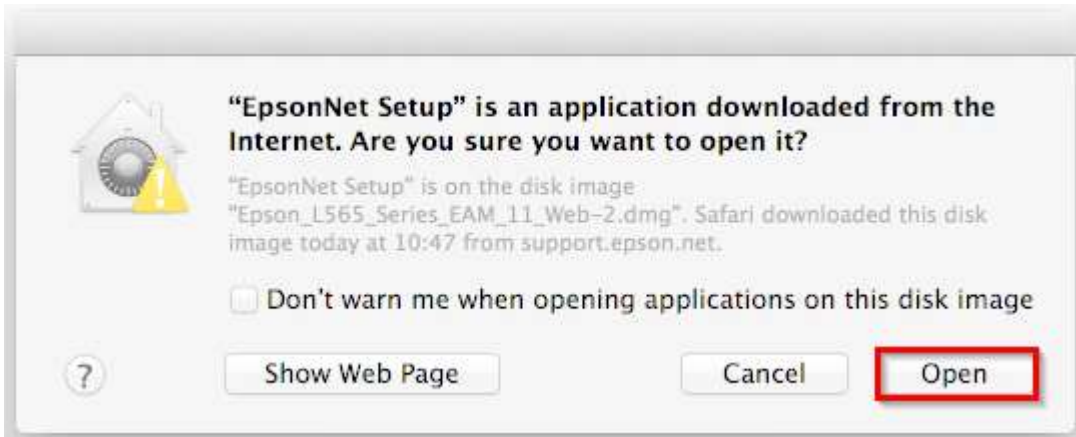 “EpsonNet Setup” is an application downloaded from the
Internet. Are you sure you want to open it?
"EpsonNet Setup" is on the disk image
"Epson_L565_Series_EAM_11_Web-2.dmg". Safari downloaded this disk
image today at 10:47 from support.epson.net.
Don't warn me when opening applications on this disk image
? Show Web Page Cancel Open